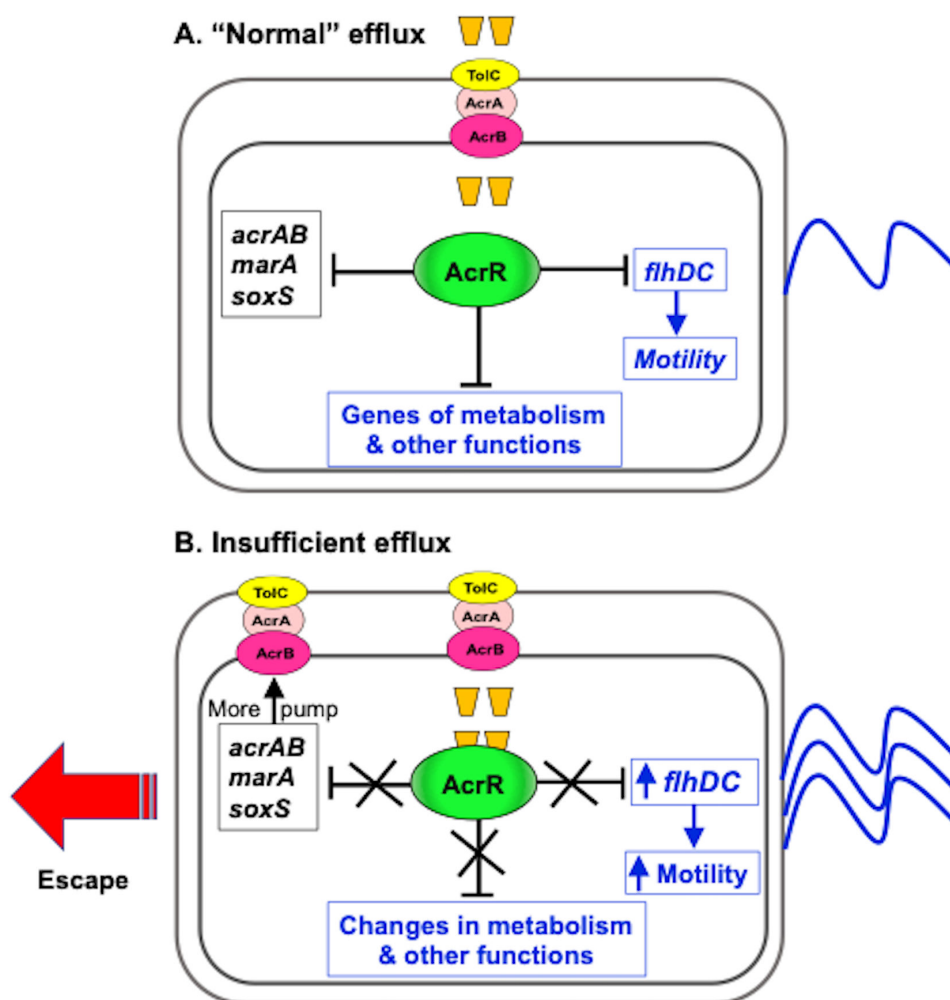 A. “Normal” efflux
TolC
AcrA
AcrB
acrAB
marA
soxS
AcrR
flhDC
Motility
Genes of metabolism
& other functions
B. Insufficient efflux
TolC
AcrA
AcrB
TolC
AcrA
AcrB
More pump
acrAB
marA
soxS
AcrR
flhDC
Motility
Escape
Changes in metabolism
& other functions